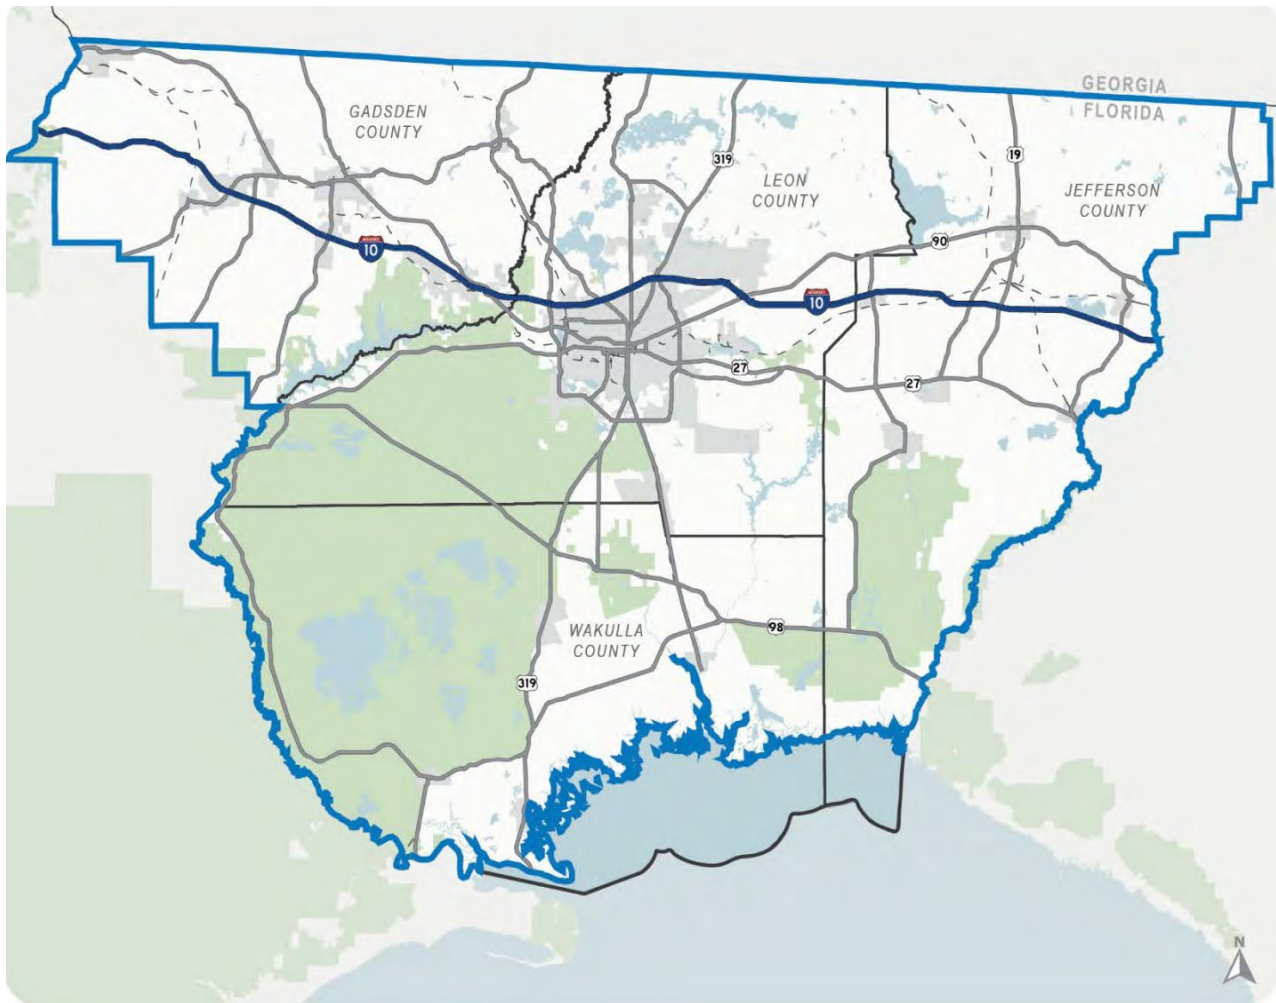 GEORGIA
FLORIDA
GADSDEN
COUNTY
319
19
LEON
COUNTY
JEFFERSON
COUNTY
90
10
10
27
27
WAKULLA
COUNTY
98
319
N